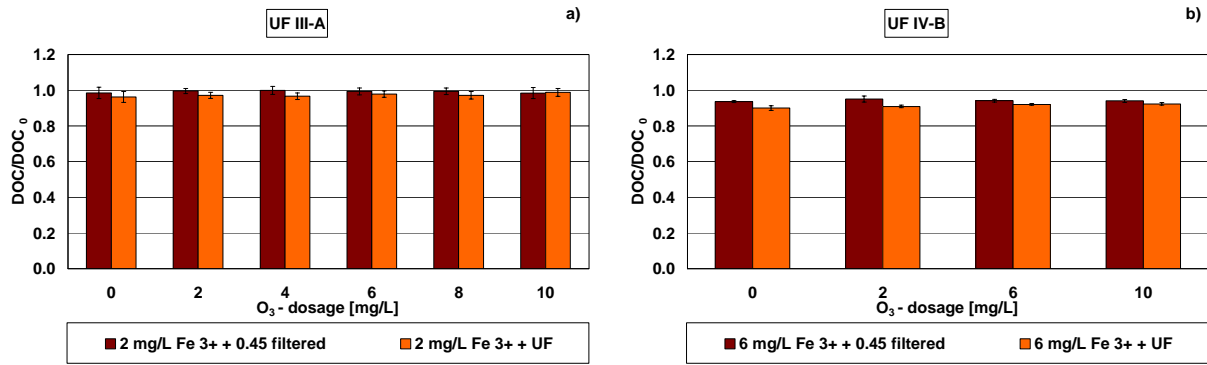 UF III-A
a)
DOC/DOC 0
1.2
1.0
0.8
0.6
0.4
0.2
0.0
0 2 4 6 8 10
O3 - dosage [mg/L]
2 mg/L Fe 3+ + 0.45 filtered 2 mg/L Fe 3+ + UF
UF IV-B
b)
DOC/DOC 0
1.2
1.0
0.8
0.6
0.4
0.2
0.0
0 2 6 10
O3 - dosage [mg/L]
6 mg/L Fe 3+ + 0.45 filtered 6 mg/L Fe 3+ + UF